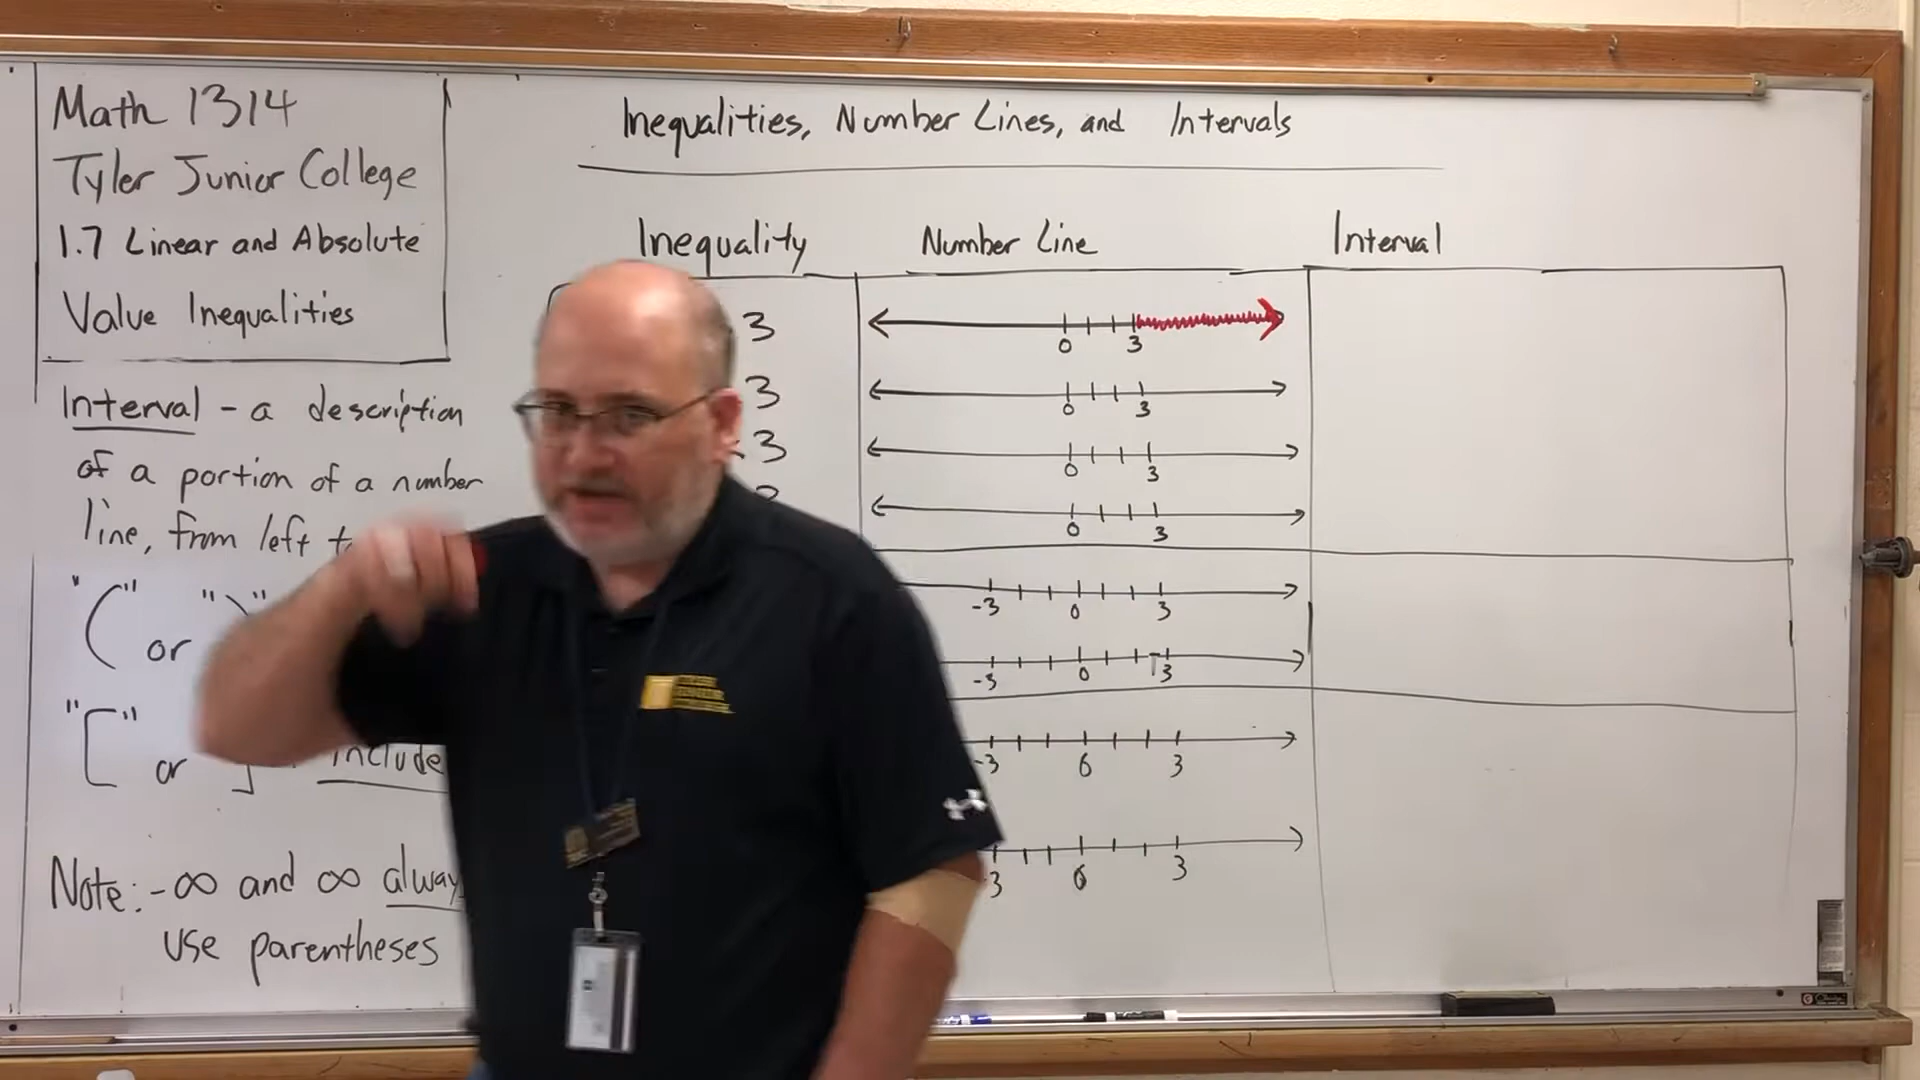 Math 1314
Tyler Junior College
1.7 Linear and Absolute
Value Inequalities
Interval - a description
of a portion of a number
line, from left
"(" or ")"
"[" or ]
include
Note: -∞ and ∞
use parentheses
Inequalities, Number Lines, and Intervals
Inequality Number Line Interval
3
0 3
3
0 3
< 3
0 3
0 3
-3 0 3
-3 0 3
-3 0 3
3 0 3